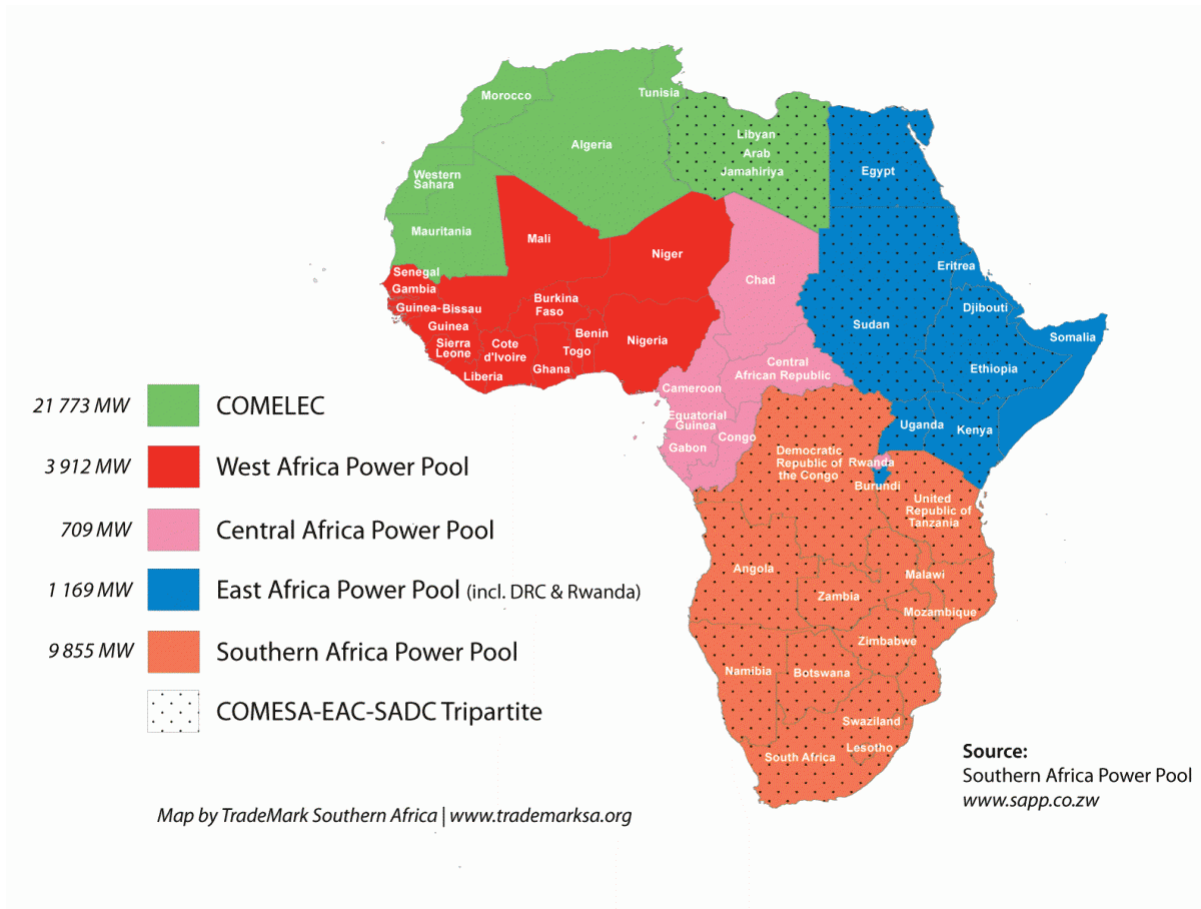 Morocco
Tunisia
Algeria
Libyan
Arab
Jamahiriya
Egypt
Western
Sahara
Mauritania
Mali
Niger
Chad
Senegal
Gambia
Guinea-Bissau
Guinea
Sierra
Leone
Liberia
Cote
d'Ivoire
Burkina
Faso
Ghana
Togo
Benin
Nigeria
Sudan
Eritrea
Djibouti
Somalia
Ethiopia
Central
African Republic
Cameroon
Equatorial
Guinea
Gabon
Congo
Uganda
Kenya
Democratic
Republic of
the Congo
Rwanda
Burundi
United
Republic of
Tanzania
Angola
Zambia
Malawi
Mozambique
Zimbabwe
Namibia
Botswana
Swaziland
Lesotho
South Africa
21 773 MW COMELEC
3 912 MW West Africa Power Pool
709 MW Central Africa Power Pool
1 169 MW East Africa Power Pool (incl. DRC & Rwanda)
9 855 MW Southern Africa Power Pool
COMESA-EAC-SADC Tripartite
Source:
Southern Africa Power Pool
www.sapp.co.zw
Map by TradeMark Southern Africa | www.trademarksa.org